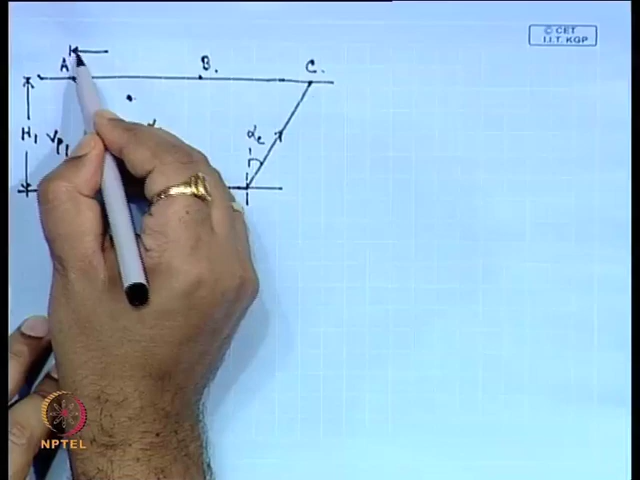 © CET
I.I.T. KGP
A B. C.
H₁ Vp₁ αc
NPTEL